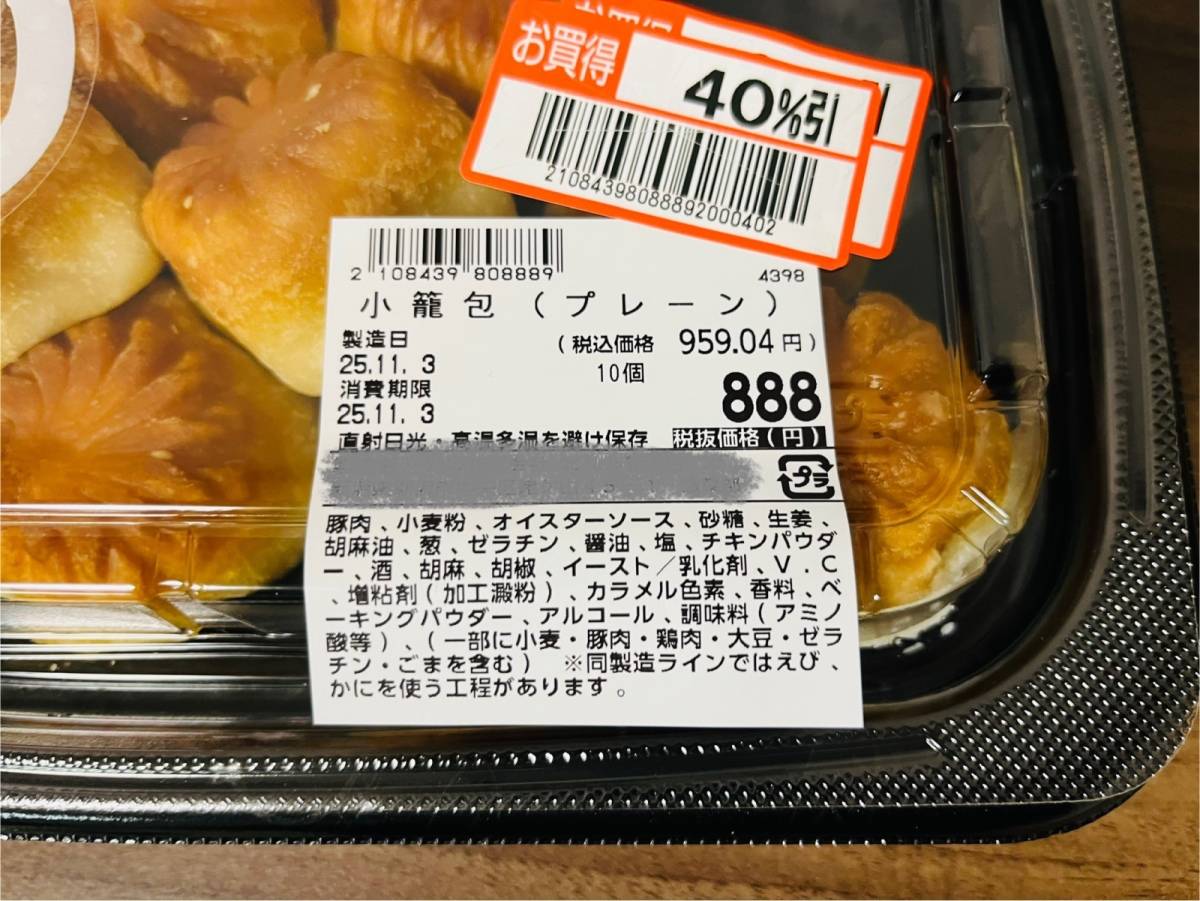 お買得
お買得
40%引
21084398088892000402
2 108439 808889
4398
小籠包(プレーン)
製造日
(税込価格 959.04円)
25.11. 3
10個
消費期限
888
25.11. 3
直射日光・高温多湿を避け保存
税抜価格(円)
プラ
豚肉、小麦粉、オイスターソース、砂糖、生姜、
胡麻油、葱、ゼラチン、醤油、塩、チキンパウダ
ー、酒、胡麻、胡椒、イースト/乳化剤、V.C
、増粘剤(加工澱粉)、カラメル色素、香料、ベ
ーキングパウダー、アルコール、調味料(アミノ
酸等)、(一部に小麦・豚肉・鶏肉・大豆・ゼラ
チン・ごまを含む) ※同製造ラインではえび、
かにを使う工程があります。